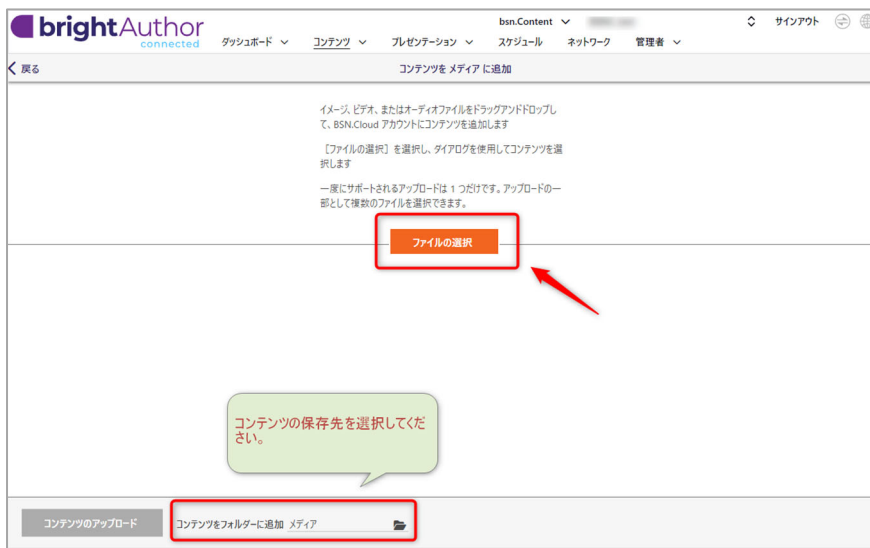 brightAuthor
connected
bsn.Content
サインアウト
ダッシュボード
コンテンツ
プレゼンテーション
スケジュール
ネットワーク
管理者
戻る
コンテンツを メディア に追加
イメージ、ビデオ、またはオーディオファイルをドラッグアンドドロップし
て、BSN.Cloud アカウントにコンテンツを追加します
［ファイルの選択］を選択し、ダイアログを使用してコンテンツを選
択します
一度にサポートされるアップロードは 1 つだけです。アップロードの一
部として複数のファイルを選択できます。
ファイルの選択
コンテンツの保存先を選択してくだ
さい。
コンテンツのアップロード
コンテンツをフォルダーに追加 メディア